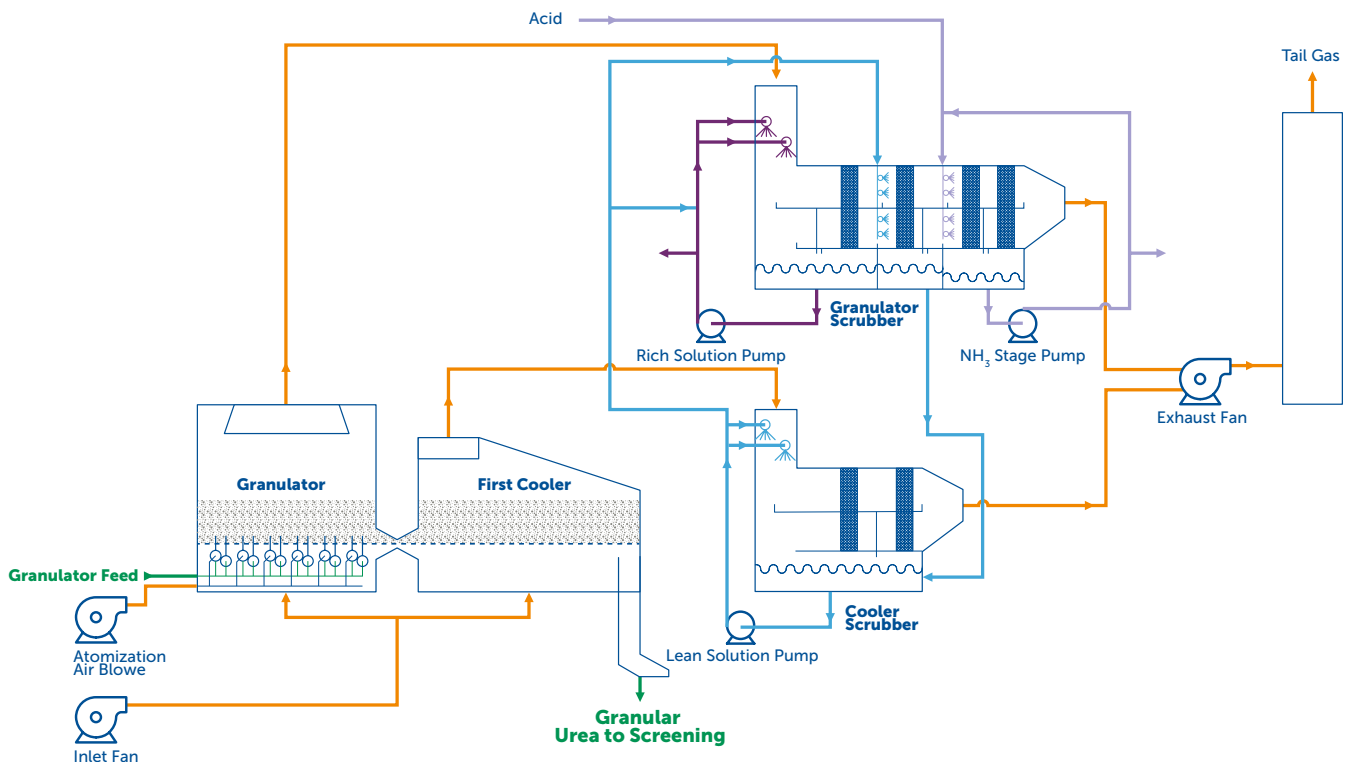 Acid
Tail Gas
Granulator
Scrubber
Rich Solution Pump
NH₃ Stage Pump
Exhaust Fan
Granulator
First Cooler
Granulator Feed
Atomization
Air Blowe
Cooler
Scrubber
Lean Solution Pump
Granular
Urea to Screening
Inlet Fan